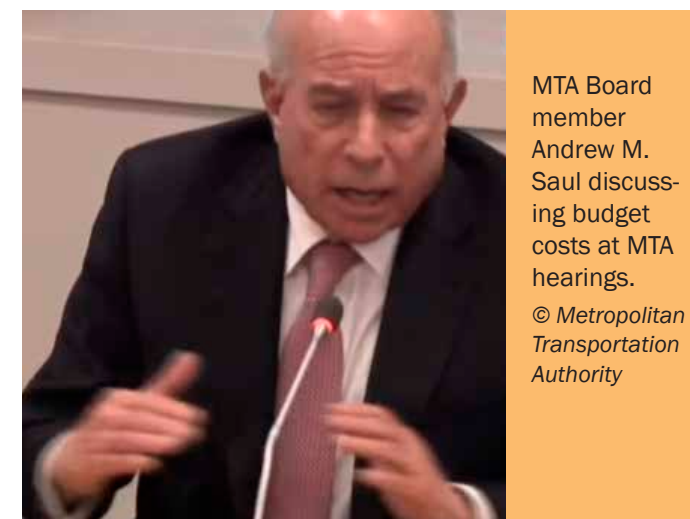 MTA Board
member
Andrew M.
Saul discuss-
ing budget
costs at MTA
hearings.
© Metropolitan
Transportation
Authority